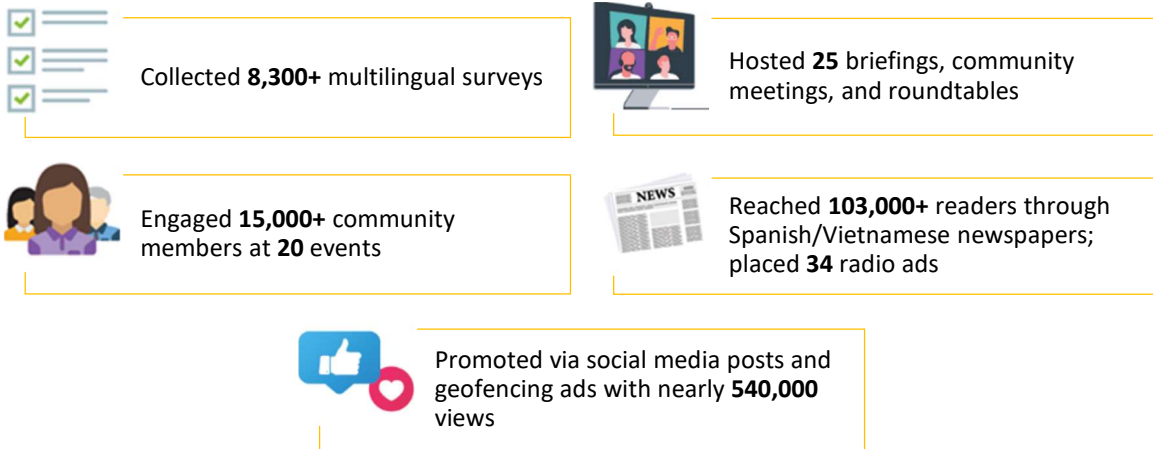 Collected 8,300+ multilingual surveys
Hosted 25 briefings, community
meetings, and roundtables
Engaged 15,000+ community
members at 20 events
NEWS
Reached 103,000+ readers through
Spanish/Vietnamese newspapers;
placed 34 radio ads
Promoted via social media posts and
geofencing ads with nearly 540,000
views